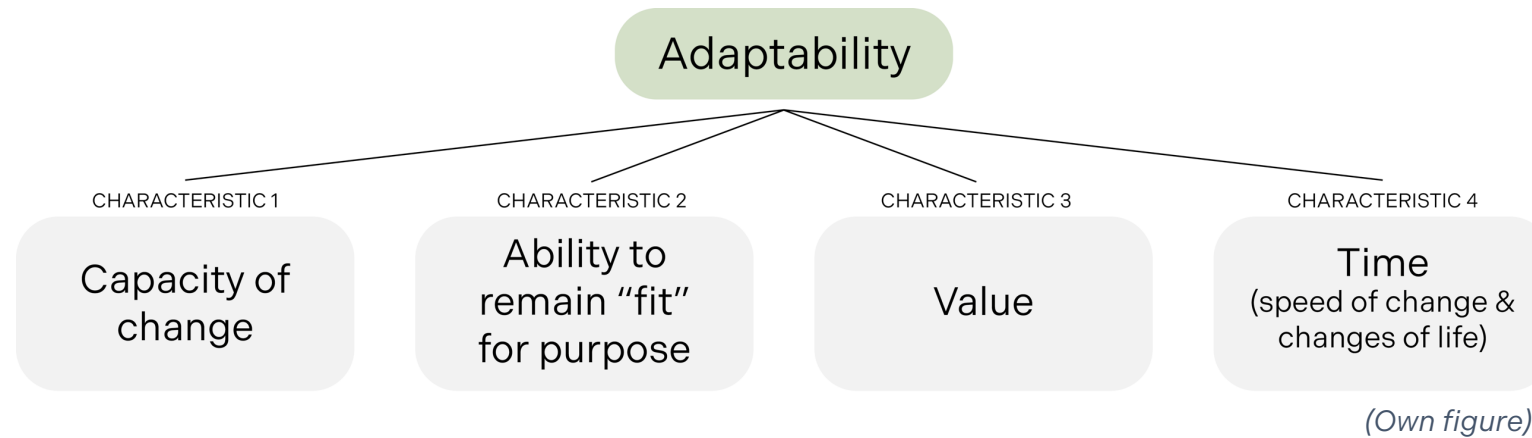 Adaptability
CHARACTERISTIC 1
Capacity of
change
CHARACTERISTIC 2
Ability to
remain “fit”
for purpose
CHARACTERISTIC 3
Value
CHARACTERISTIC 4
Time
(speed of change &
changes of life)
(Own figure)